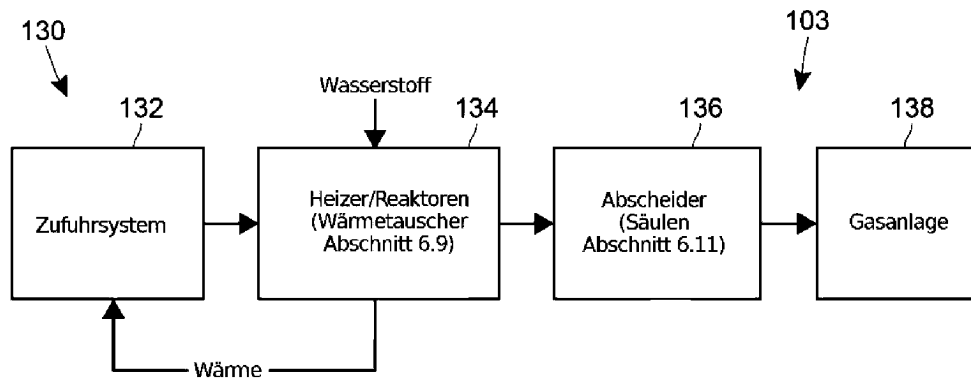 130
103
132
Wasserstoff
134
136
138
Zufuhrsystem
Heizer/Reaktoren
(Wärmetauscher
Abschnitt 6.9)
Abscheider
(Säulen
Abschnitt 6.11)
Gasanlage
Wärme